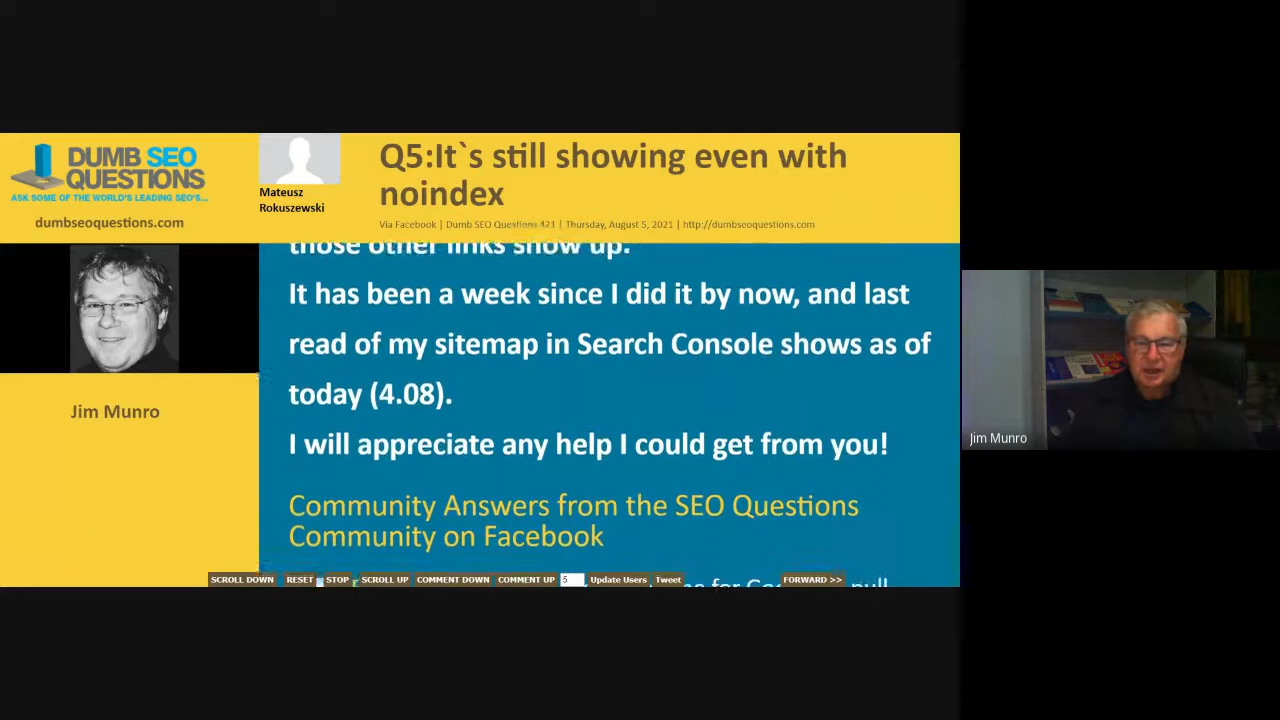 DUMB SEO
QUESTIONS
ASK SOME OF THE WORLD'S LEADING SEO'S...
dumbseoquestions.com
Mateusz
Rokuszewski
Q5:It`s still showing even with
noindex
Via Facebook | Dumb SEO Questions 421 | Thursday, August 5, 2021 | http://dumbseoquestions.com
Jim Munro
those other links show up.
It has been a week since I did it by now, and last
read of my sitemap in Search Console shows as of
today (4.08).
I will appreciate any help I could get from you!
Community Answers from the SEO Questions
Community on Facebook
SCROLL DOWN RESET STOP SCROLL UP COMMENT DOWN COMMENT UP 5 Update Users Tweet FORWARD >>
Jim Munro